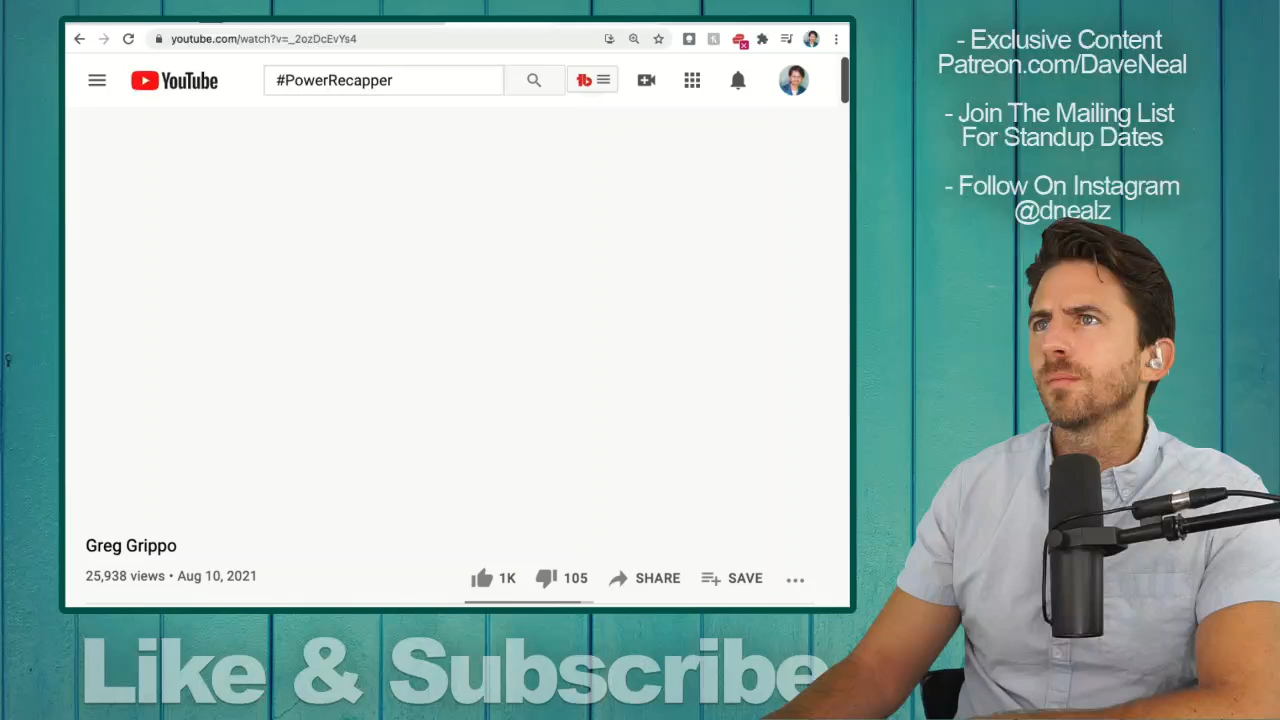 youtube.com/watch?v=_2ozDcEvYs4
YouTube
#PowerRecapper
tb
Greg Grippo
25,938 views • Aug 10, 2021
1K
105
SHARE
SAVE
- Exclusive Content
Patreon.com/DaveNeal
- Join The Mailing List
For Standup Dates
- Follow On Instagram
@dnealz
Like & Subscribe